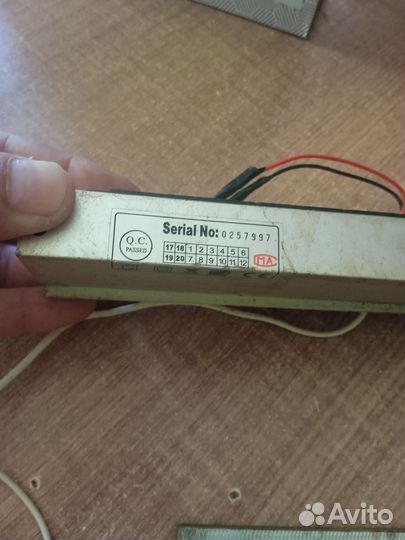 Serial No: 0257997
Q.C.
PASSED
17 18 1 2 3 4 5 6
19 20 7 8 9 10 11 12
MA
Avito